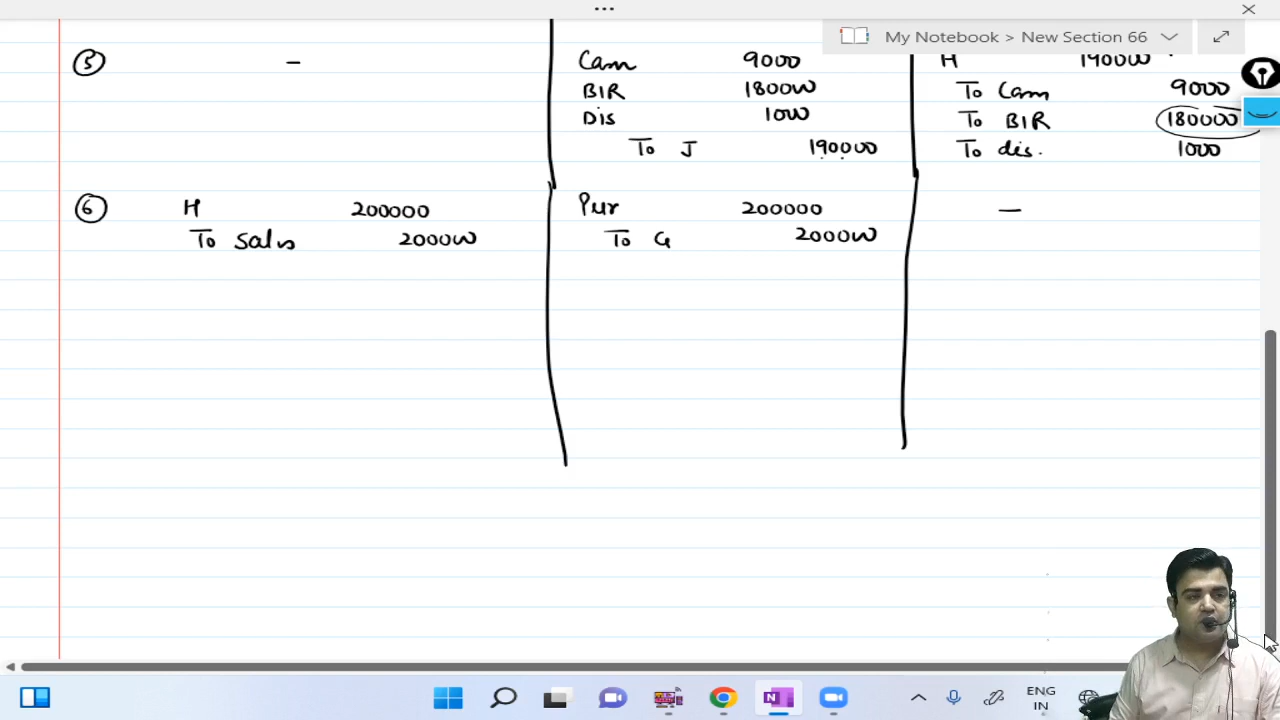 My Notebook > New Section 66
5 - Cam 9000 H 190000
BIR 180000 To Cam 9000
Dis 1000 To BIR 180000
To J 190000 To dis. 1000
6 H 200000 Pur 200000 -
To Sales 200000 To G 200000
ENG
IN